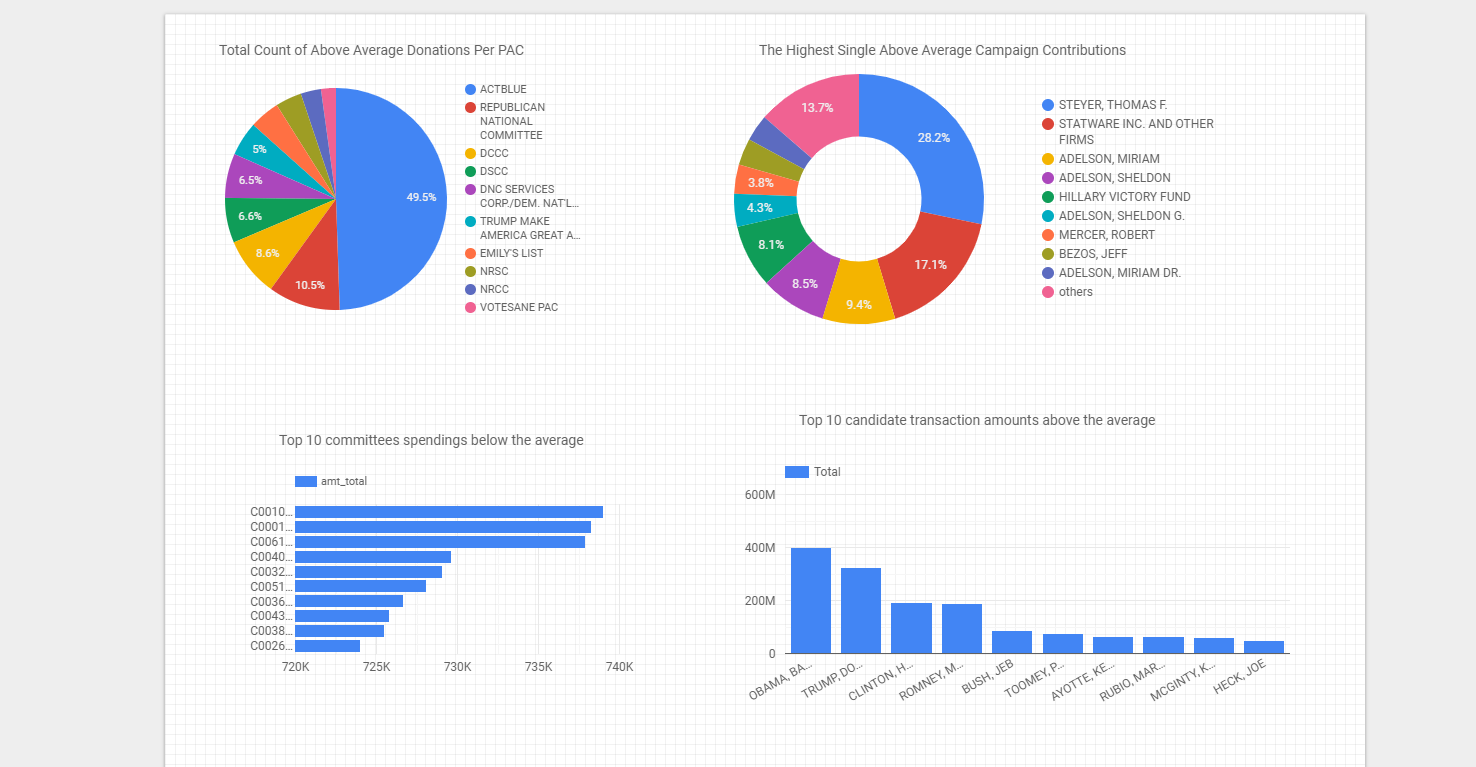 Total Count of Above Average Donations Per PAC
49.5%
10.5%
8.6%
6.6%
6.5%
5%
ACTBLUE
REPUBLICAN
NATIONAL
COMMITTEE
DCCC
DSCC
DNC SERVICES
CORP./DEM. NAT'L...
TRUMP MAKE
AMERICA GREAT A...
EMILY'S LIST
NRSC
NRCC
VOTESANE PAC
The Highest Single Above Average Campaign Contributions
28.2%
17.1%
9.4%
8.5%
8.1%
4.3%
3.8%
13.7%
STEYER, THOMAS F.
STATWARE INC. AND OTHER
FIRMS
ADELSON, MIRIAM
ADELSON, SHELDON
HILLARY VICTORY FUND
ADELSON, SHELDON G.
MERCER, ROBERT
BEZOS, JEFF
ADELSON, MIRIAM DR.
others
Top 10 committees spendings below the average
amt_total
C0010...
C0001...
C0061...
C0040...
C0032...
C0051...
C0036...
C0043...
C0038...
C0026...
720K 725K 730K 735K 740K
Top 10 candidate transaction amounts above the average
Total
600M
400M
200M
0
OBAMA, BA...
TRUMP, DO...
CLINTON, H...
ROMNEY, M...
BUSH, JEB
TOOMEY, P...
AYOTTE, KE...
RUBIO, MAR...
MCGINTY, K...
HECK, JOE